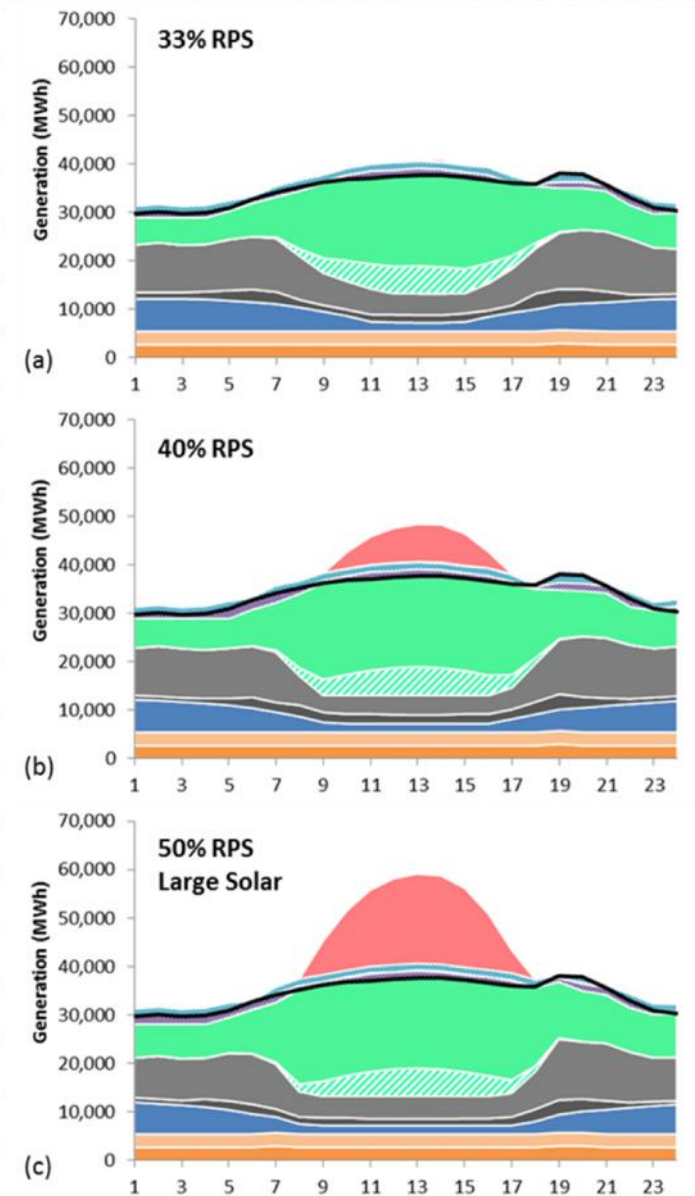 70,000
33% RPS
60,000
50,000
40,000
30,000
20,000
10,000
0
Generation (MWh)
(a)
1 3 5 7 9 11 13 15 17 19 21 23
70,000
40% RPS
60,000
50,000
40,000
30,000
20,000
10,000
0
Generation (MWh)
(b)
1 3 5 7 9 11 13 15 17 19 21 23
70,000
50% RPS
Large Solar
60,000
50,000
40,000
30,000
20,000
10,000
0
Generation (MWh)
(c)
1 3 5 7 9 11 13 15 17 19 21 23